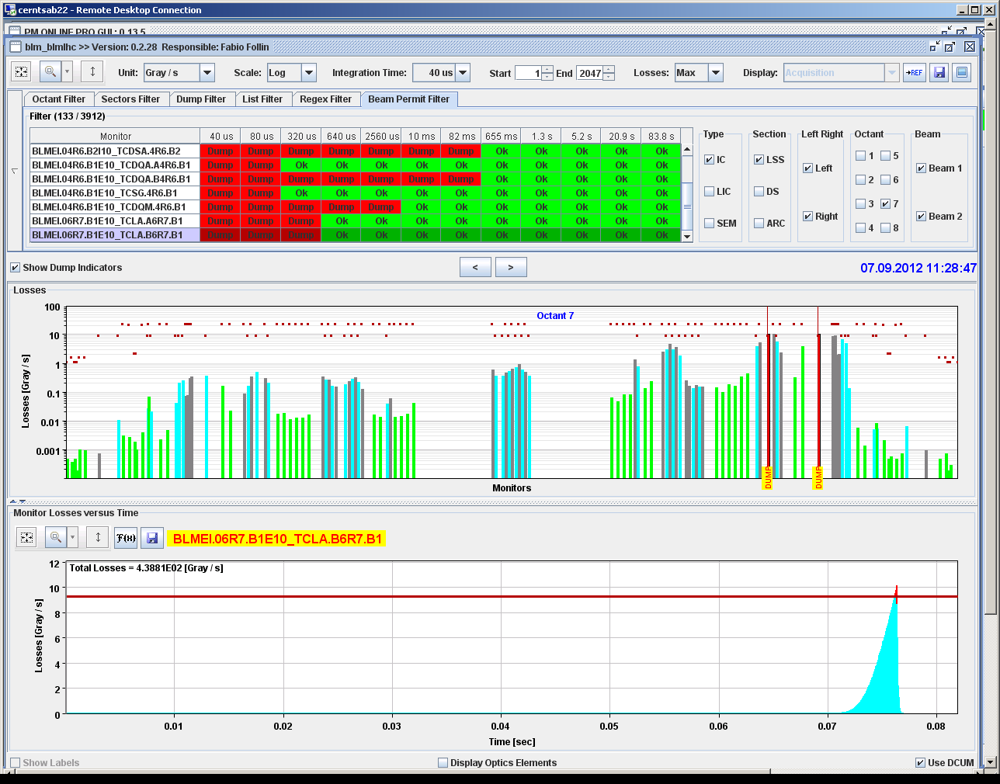 cerntsab22 - Remote Desktop Connection
PM ONLINE PRO GUI : 0.13.5
blm_blmlhc >> Version: 0.2.28 Responsible: Fabio Follin
Unit: Gray / s Scale: Log Integration Time: 40 us Start 1 End 2047 Losses: Max Display: Acquisition →REF
Octant Filter Sectors Filter Dump Filter List Filter Regex Filter Beam Permit Filter
Filter (133 / 3912)
Monitor 40 us 80 us 320 us 640 us 2560 us 10 ms 82 ms 655 ms 1.3 s 5.2 s 20.9 s 83.8 s
BLMEI.04R6.B2I10_TCDSA.4R6.B2 Dump Dump Dump Dump Dump Dump Dump Ok Ok Ok Ok Ok
BLMEI.04R6.B1E10_TCDQA.A4R6.B1 Dump Dump Ok Ok Ok Ok Ok Ok Ok Ok Ok Ok
BLMEI.04R6.B1E10_TCDQA.B4R6.B1 Dump Dump Dump Dump Dump Dump Dump Ok Ok Ok Ok Ok
BLMEI.04R6.B1E10_TCSG.4R6.B1 Dump Dump Ok Ok Ok Ok Ok Ok Ok Ok Ok Ok
BLMEI.04R6.B1E10_TCDQM.4R6.B1 Dump Dump Dump Dump Dump Ok Ok Ok Ok Ok Ok Ok
BLMEI.06R7.B1E10_TCLA.A6R7.B1 Dump Dump Dump Ok Ok Ok Ok Ok Ok Ok Ok Ok
BLMEI.06R7.B1E10_TCLA.B6R7.B1 Dump Dump Dump Ok Ok Ok Ok Ok Ok Ok Ok Ok
Type Section Left Right Octant Beam
IC LSS Left 1 5 Beam 1
2 6
LIC DS 3 7
Right Beam 2
SEM ARC 4 8
Show Dump Indicators < > 07.09.2012 11:28:47
Losses
Octant 7
Losses [Gray / s]
100
10
1
0.1
0.01
0.001
DUMP DUMP
Monitors
Monitor Losses versus Time
F(x) BLMEI.06R7.B1E10_TCLA.B6R7.B1
Total Losses = 4.3881E02 [Gray / s]
Losses [Gray / s]
12
10
8
6
4
2
0
0.01 0.02 0.03 0.04 0.05 0.06 0.07 0.08
Time [sec]
Show Labels Display Optics Elements Use DCUM